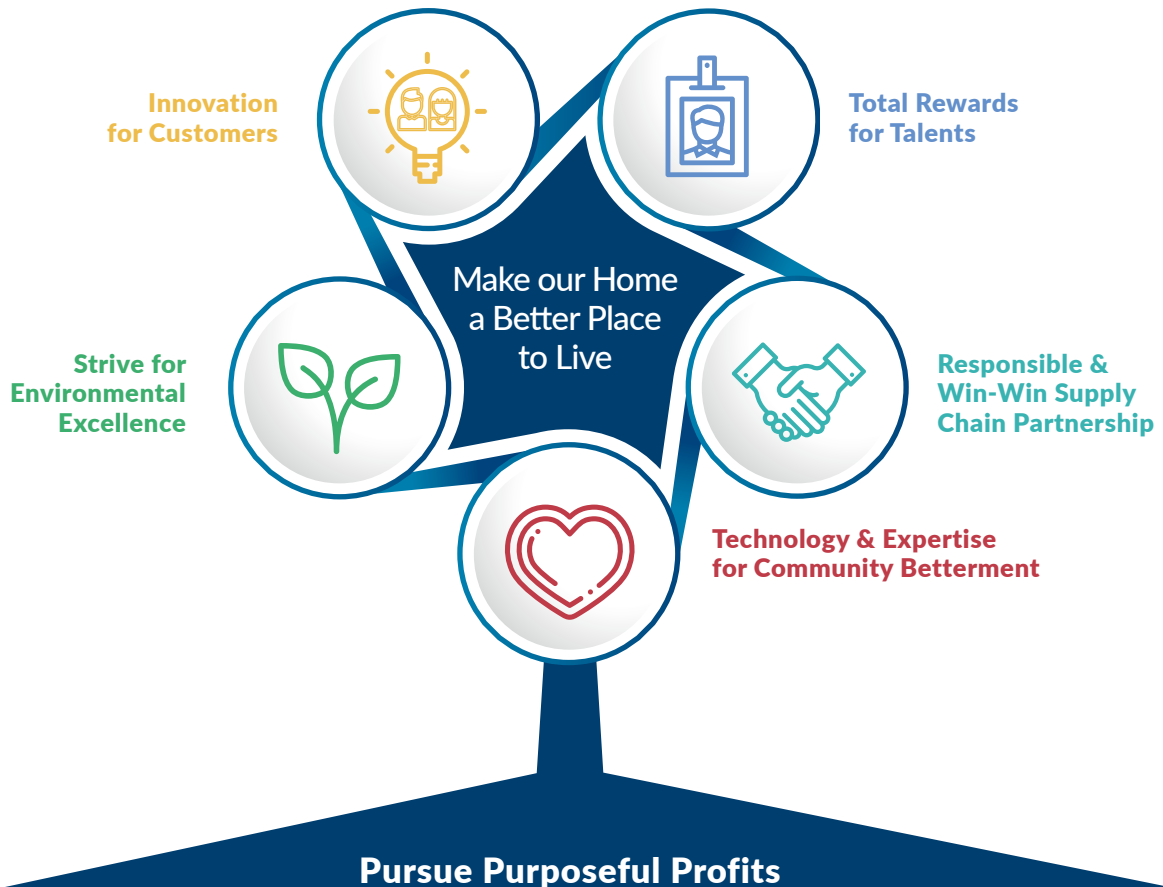 Innovation
for Customers
Total Rewards
for Talents
Make our Home
a Better Place
to Live
Strive for
Environmental
Excellence
Responsible &
Win-Win Supply
Chain Partnership
Technology & Expertise
for Community Betterment
Pursue Purposeful Profits